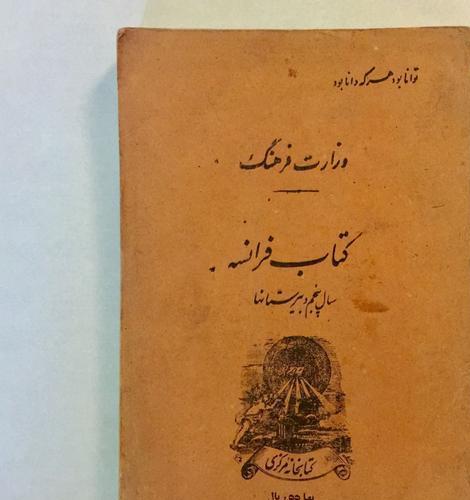 توانا بود هر که دانا بود
وزارت فرهنگ
کتاب فرانسه
سال پنجم دبیرستانها
کتابخانه مرکزی